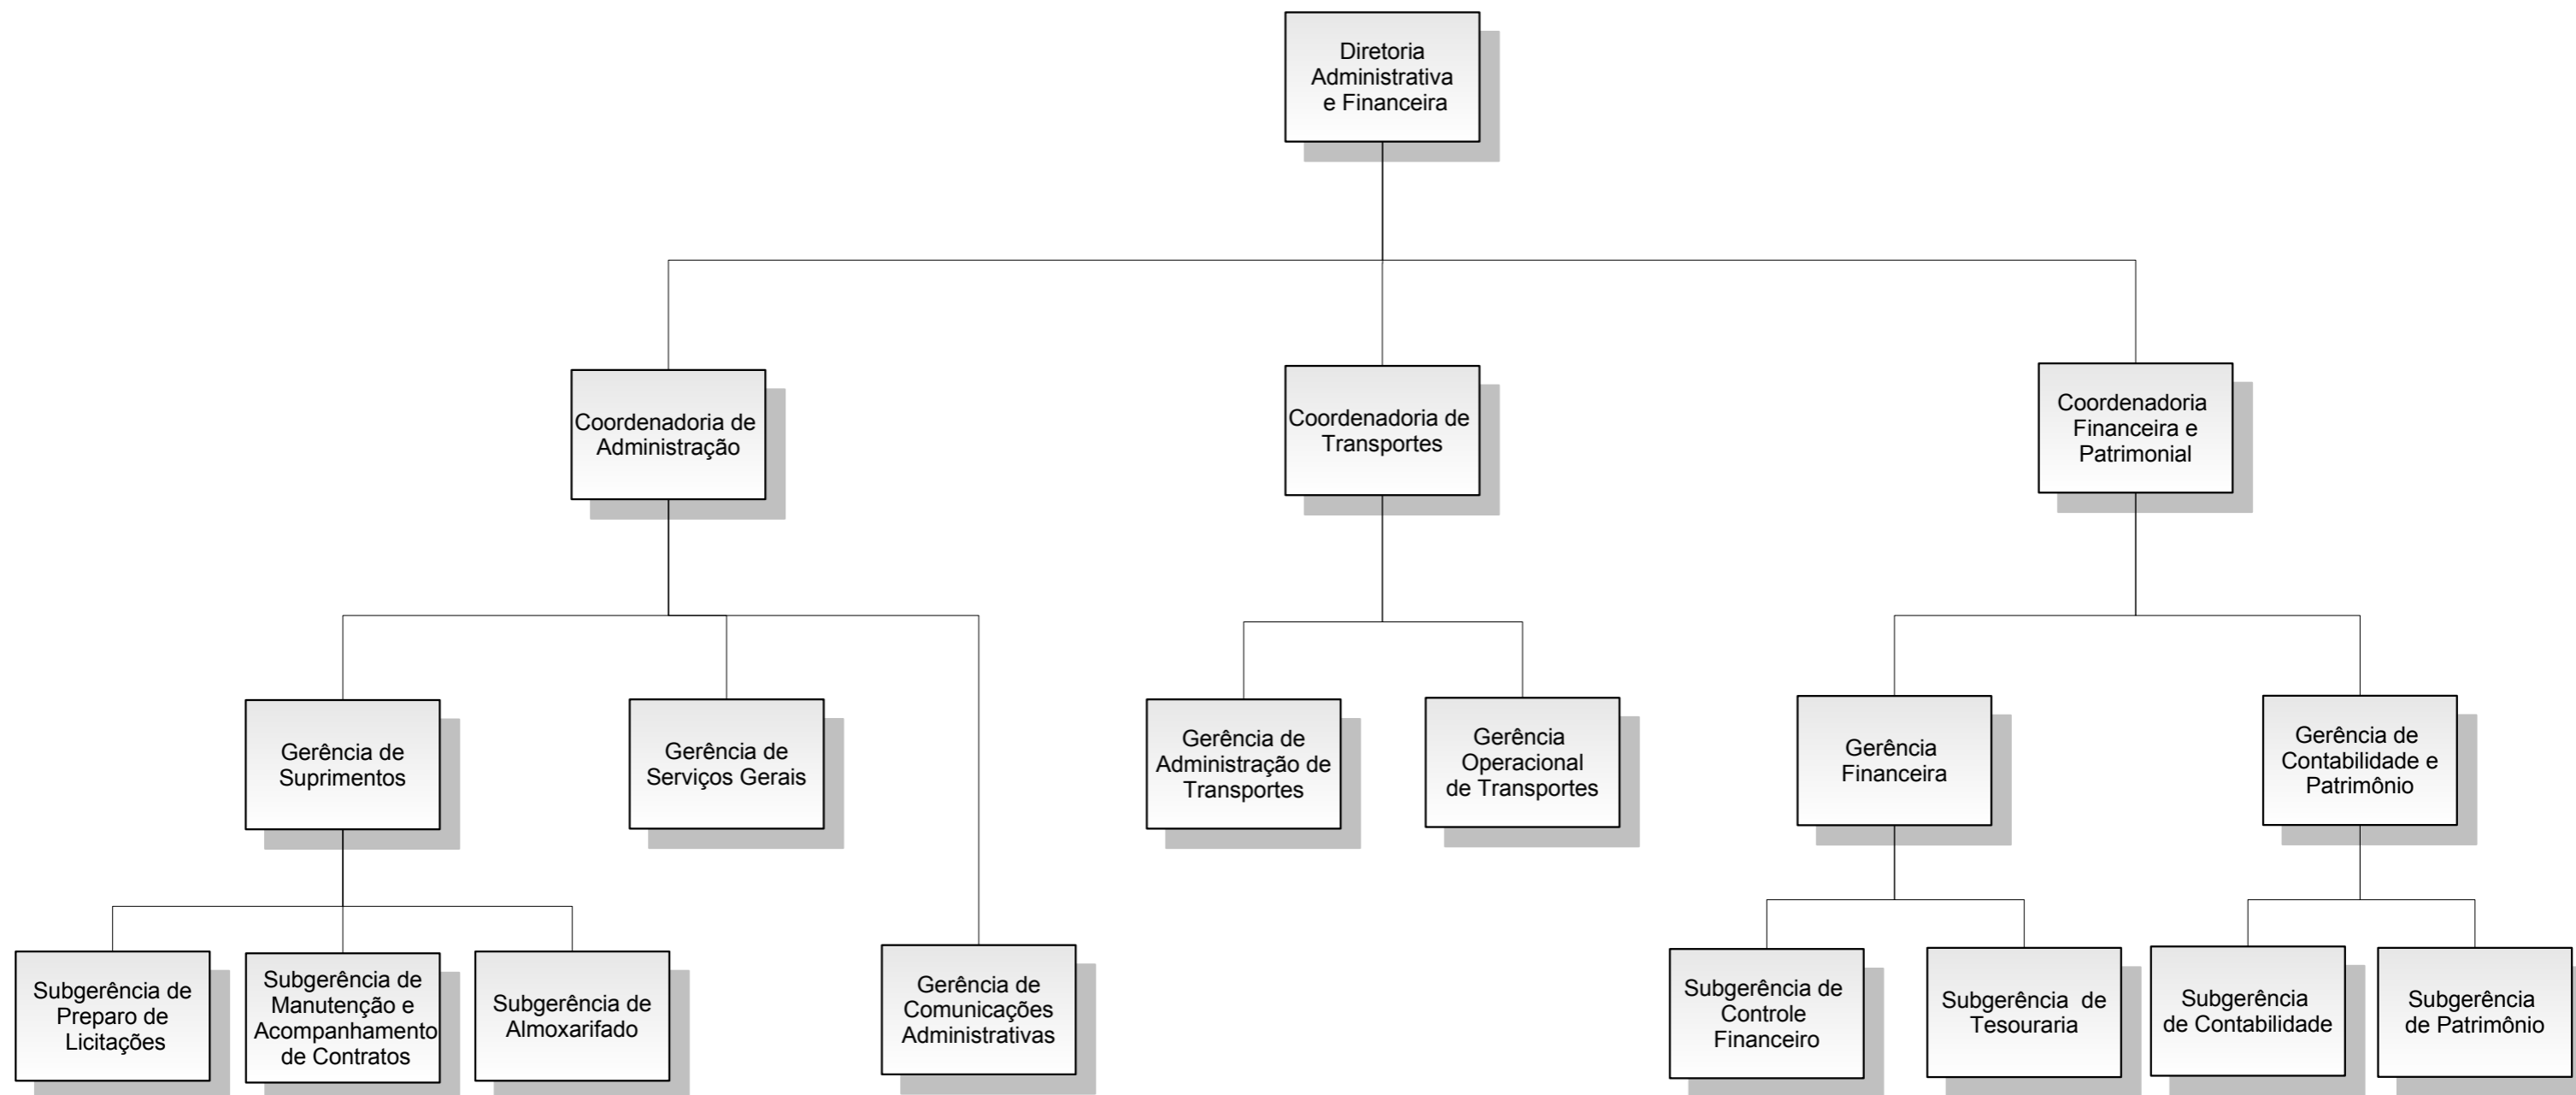 Diretoria
Administrativa
e Financeira
Coordenadoria de
Administração
Coordenadoria de
Transportes
Coordenadoria
Financeira e
Patrimonial
Gerência de
Suprimentos
Gerência de
Serviços Gerais
Gerência de
Administração de
Transportes
Gerência
Operacional
de Transportes
Gerência
Financeira
Gerência de
Contabilidade e
Patrimônio
Subgerência de
Preparo de
Licitações
Subgerência de
Manutenção e
Acompanhamento
de Contratos
Subgerência de
Almoxarifado
Gerência de
Comunicações
Administrativas
Subgerência de
Controle
Financeiro
Subgerência de
Tesouraria
Subgerência
de Contabilidade
Subgerência
de Patrimônio